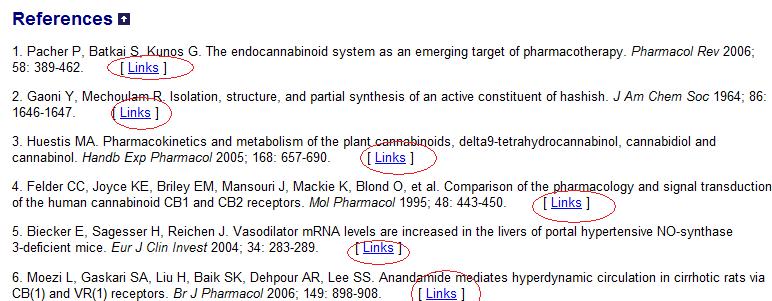 References
1. Pacher P, Batkai S, Kunos G. The endocannabinoid system as an emerging target of pharmacotherapy. Pharmacol Rev 2006;
58: 389-462. [ Links ]
2. Gaoni Y, Mechoulam R. Isolation, structure, and partial synthesis of an active constituent of hashish. J Am Chem Soc 1964; 86:
1646-1647. [ Links ]
3. Huestis MA. Pharmacokinetics and metabolism of the plant cannabinoids, delta9-tetrahydrocannabinol, cannabidiol and
cannabinol. Handb Exp Pharmacol 2005; 168: 657-690. [ Links ]
4. Felder CC, Joyce KE, Briley EM, Mansouri J, Mackie K, Blond O, et al. Comparison of the pharmacology and signal transduction
of the human cannabinoid CB1 and CB2 receptors. Mol Pharmacol 1995; 48: 443-450. [ Links ]
5. Biecker E, Sagesser H, Reichen J. Vasodilator mRNA levels are increased in the livers of portal hypertensive NO-synthase
3-deficient mice. Eur J Clin Invest 2004; 34: 283-289. [ Links ]
6. Moezi L, Gaskari SA, Liu H, Baik SK, Dehpour AR, Lee SS. Anandamide mediates hyperdynamic circulation in cirrhotic rats via
CB(1) and VR(1) receptors. Br J Pharmacol 2006; 149: 898-908. [ Links ]